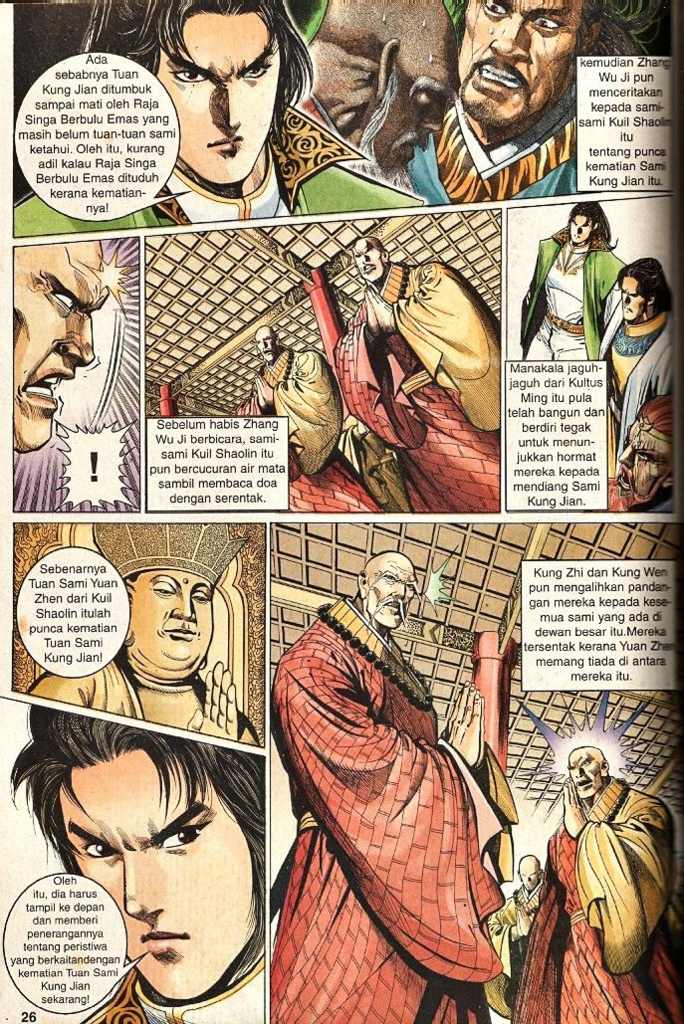 Ada
sebabnya Tuan
Kung Jian ditumbuk
sampai mati oleh Raja
Singa Berbulu Emas yang
masih belum tuan-tuan sami
ketahui. Oleh itu, kurang
adil kalau Raja Singa
Berbulu Emas dituduh
kerana kematian-
nya!
kemudian Zhang
Wu Ji pun
menceritakan
kepada sami-
sami Kuil Shaolin
itu
tentang punca
kematian Sami
Kung Jian itu.
!
Sebelum habis Zhang
Wu Ji berbicara, sami-
sami Kuil Shaolin itu
pun bercucuran air mata
sambil membaca doa
dengan serentak.
Manakala jaguh-
jaguh dari Kultus
Ming itu pula
telah bangun dan
berdiri tegak
untuk menun-
jukkan hormat
mereka kepada
mendiang Sami
Kung Jian.
Sebenarnya
Tuan Sami Yuan
Zhen dari Kuil
Shaolin itulah
punca kematian
Tuan Sami
Kung Jian!
Kung Zhi dan Kung Wen
pun mengalihkan pandan-
gan mereka kepada kese-
mua sami yang ada di
dewan besar itu.Mereka
tersentak kerana Yuan Zhen
memang tiada di antara
mereka itu.
Oleh
itu, dia harus
tampil ke depan
dan memberi
penerangannya
tentang peristiwa
yang berkaitandengan
kematian Tuan Sami
Kung Jian
sekarang!
26